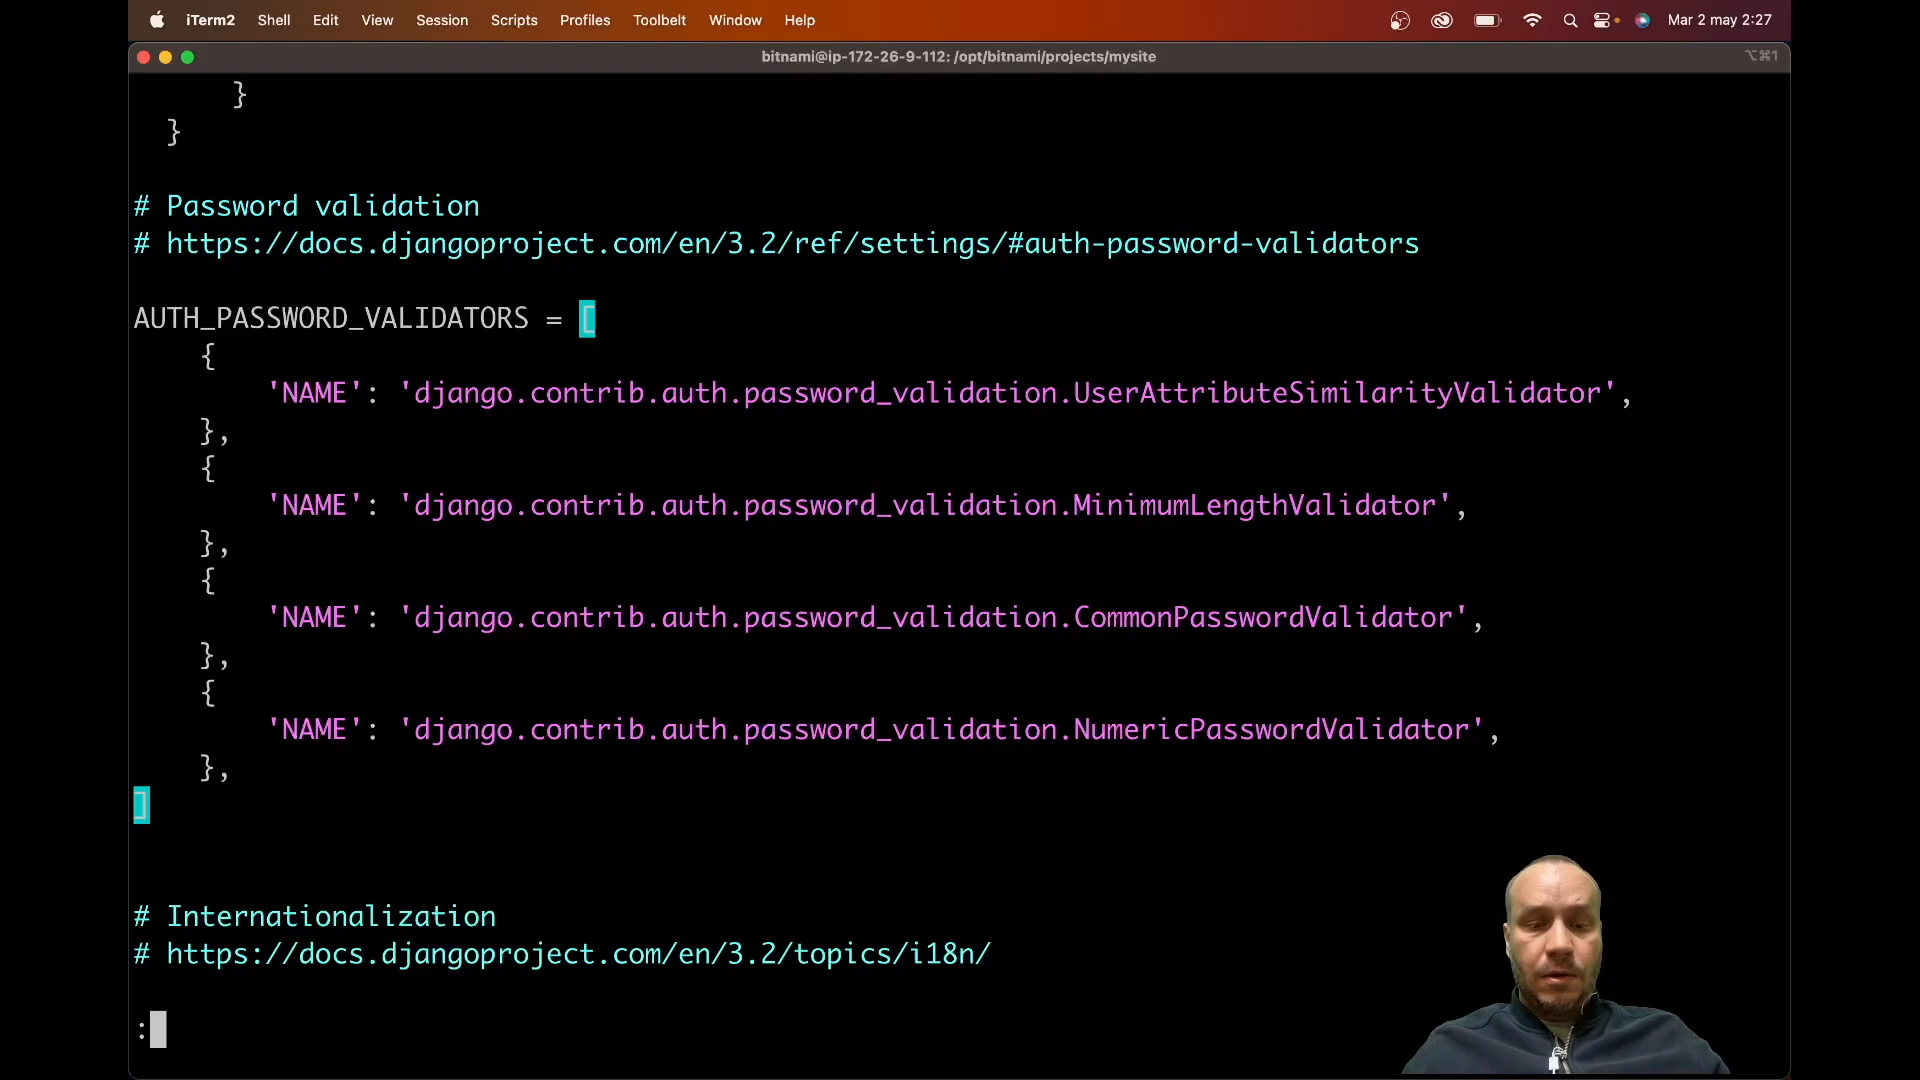 iTerm2 Shell Edit View Session Scripts Profiles Toolbelt Window Help Mar 2 may 2:27
bitnami@ip-172-26-9-112: /opt/bitnami/projects/mysite ⌥⌘1
}
}
# Password validation
# https://docs.djangoproject.com/en/3.2/ref/settings/#auth-password-validators
AUTH_PASSWORD_VALIDATORS = [
{
'NAME': 'django.contrib.auth.password_validation.UserAttributeSimilarityValidator',
},
{
'NAME': 'django.contrib.auth.password_validation.MinimumLengthValidator',
},
{
'NAME': 'django.contrib.auth.password_validation.CommonPasswordValidator',
},
{
'NAME': 'django.contrib.auth.password_validation.NumericPasswordValidator',
},
]
# Internationalization
# https://docs.djangoproject.com/en/3.2/topics/i18n/
: